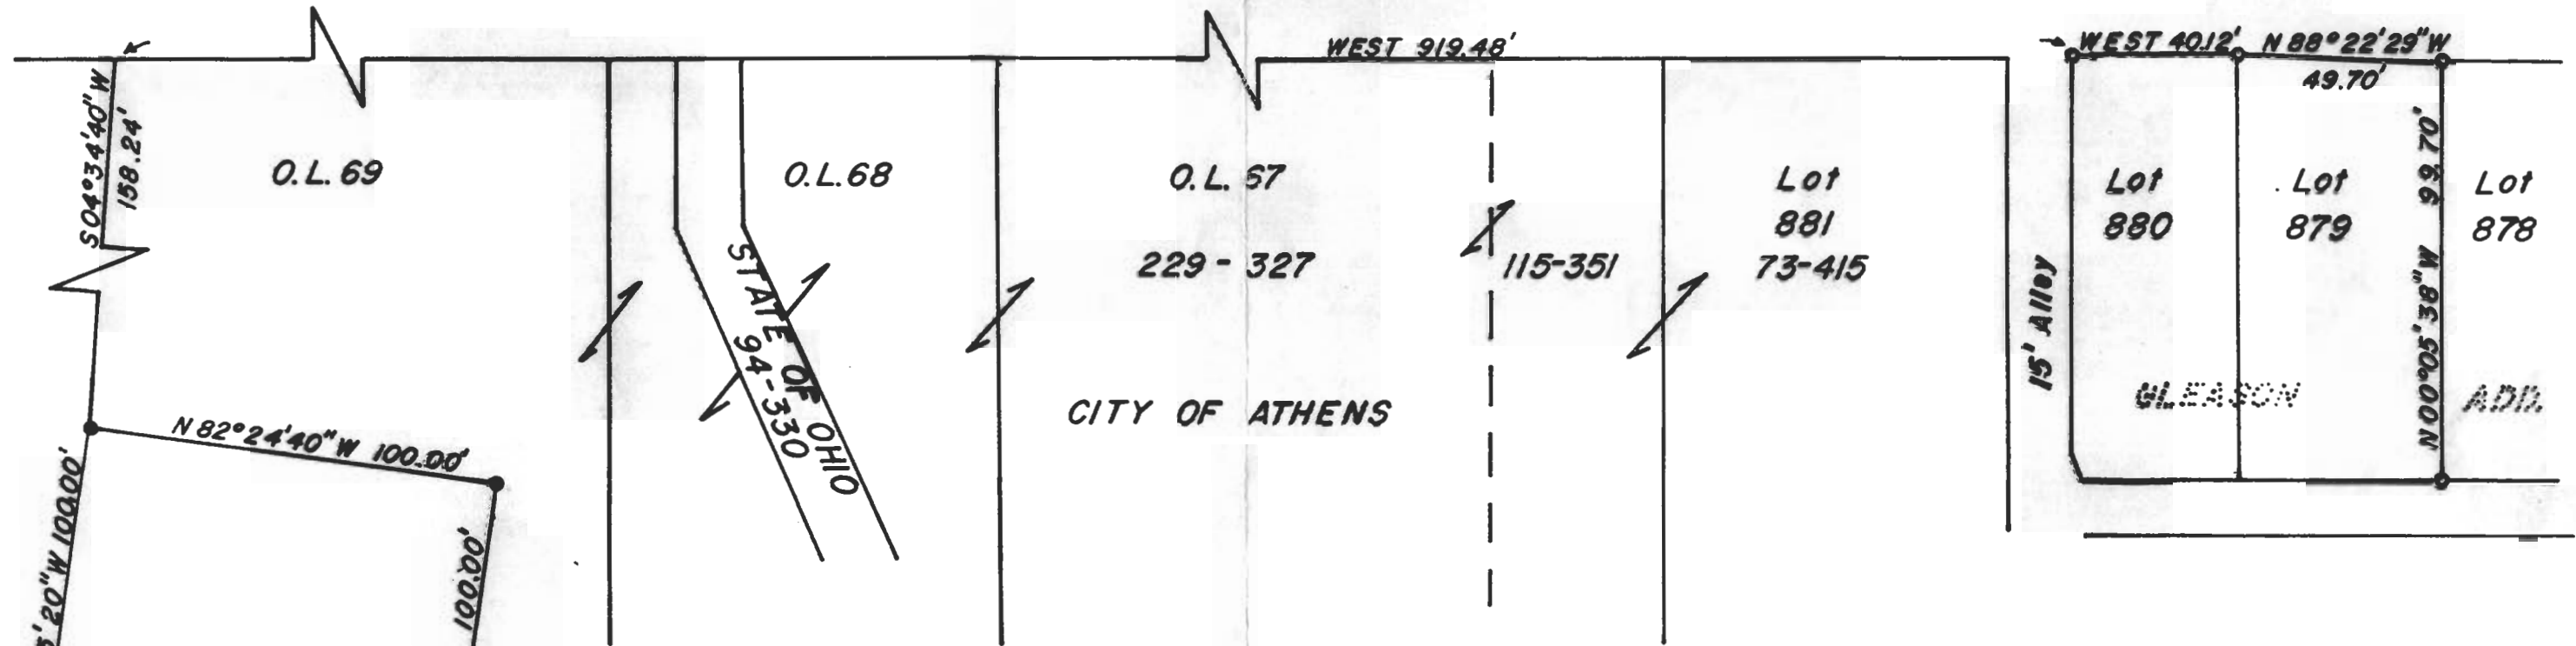 WEST 919.48'
WEST 40.12'
N 88°22'29"W
49.70'
S 04°34'40"W
158.24'
O.L. 69
O.L. 68
O.L. 67
229 - 327
115-351
Lot
881
73-415
Lot
880
Lot
879
Lot
878
N 00°05'38"W 99.70'
15' Alley
STATE OF OHIO
94-330
CITY OF ATHENS
GLEASON ADD.
N 82°24'40"W 100.00'
5'20"W 100.00'
100.00'